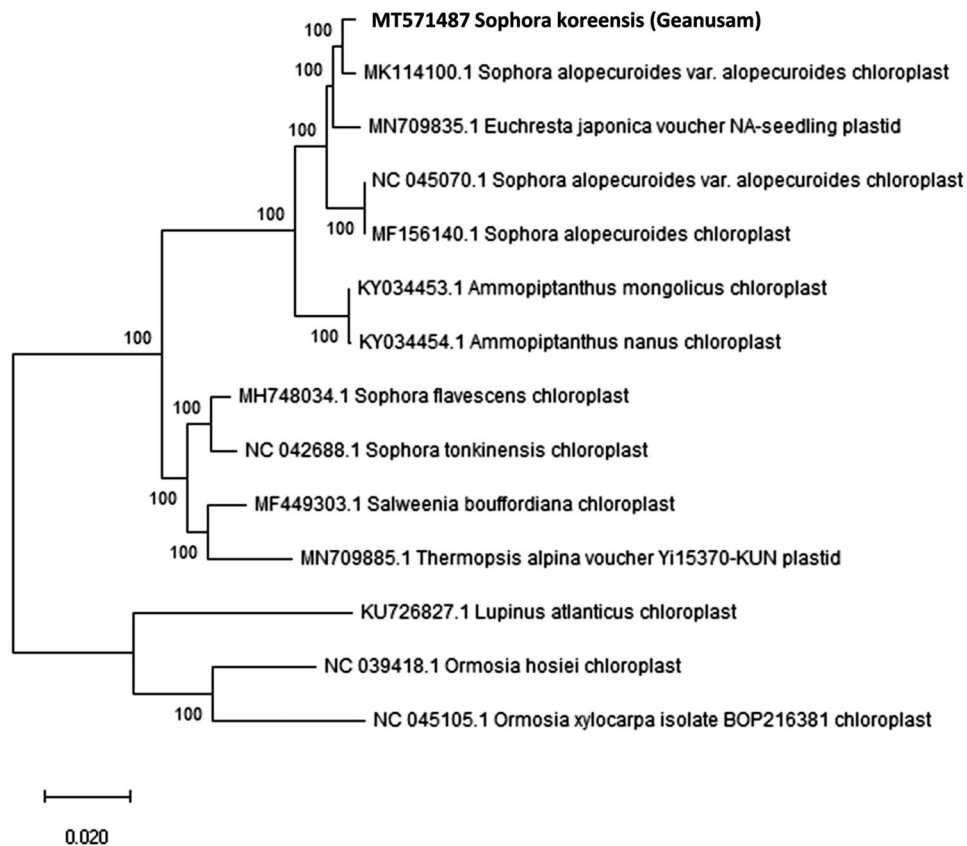 100 MT571487 Sophora koreensis (Geanusam)
100 MK114100.1 Sophora alopecuroides var. alopecuroides chloroplast
100 MN709835.1 Euchresta japonica voucher NA-seedling plastid
NC 045070.1 Sophora alopecuroides var. alopecuroides chloroplast
100
100 MF156140.1 Sophora alopecuroides chloroplast
KY034453.1 Ammopiptanthus mongolicus chloroplast
100
100 KY034454.1 Ammopiptanthus nanus chloroplast
MH748034.1 Sophora flavescens chloroplast
100
NC 042688.1 Sophora tonkinensis chloroplast
100 MF449303.1 Salweenia bouffordiana chloroplast
100 MN709885.1 Thermopsis alpina voucher Yi15370-KUN plastid
KU726827.1 Lupinus atlanticus chloroplast
NC 039418.1 Ormosia hosiei chloroplast
100 NC 045105.1 Ormosia xylocarpa isolate BOP216381 chloroplast
0.020